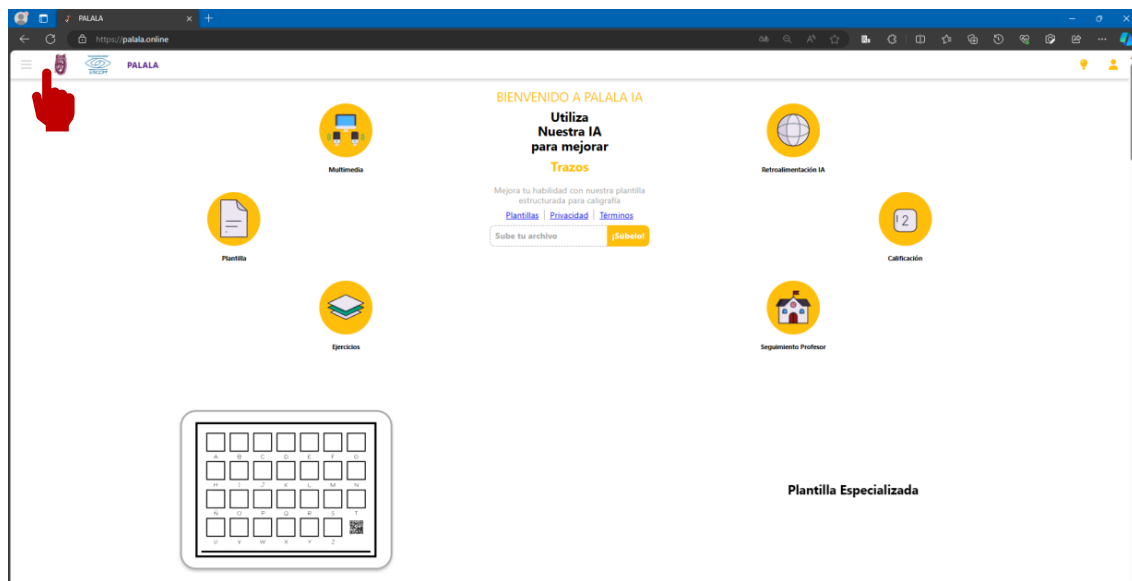 PALALA
https://palala.online
PALALA
BIENVENIDO A PALALA IA
Utiliza
Nuestra IA
para mejorar
Trazos
Mejora tu habilidad con nuestra plantilla
estructurada para caligrafía
Plantillas | Privacidad | Términos
Sube tu archivo
¡Súbelo!
Multimedia
Retroalimentación IA
Plantilla
12
Calificación
Ejercicios
Seguimiento Profesor
A B C D E F G
H I J K L M N
Ñ O P Q R S T
U V W X Y Z
Plantilla Especializada